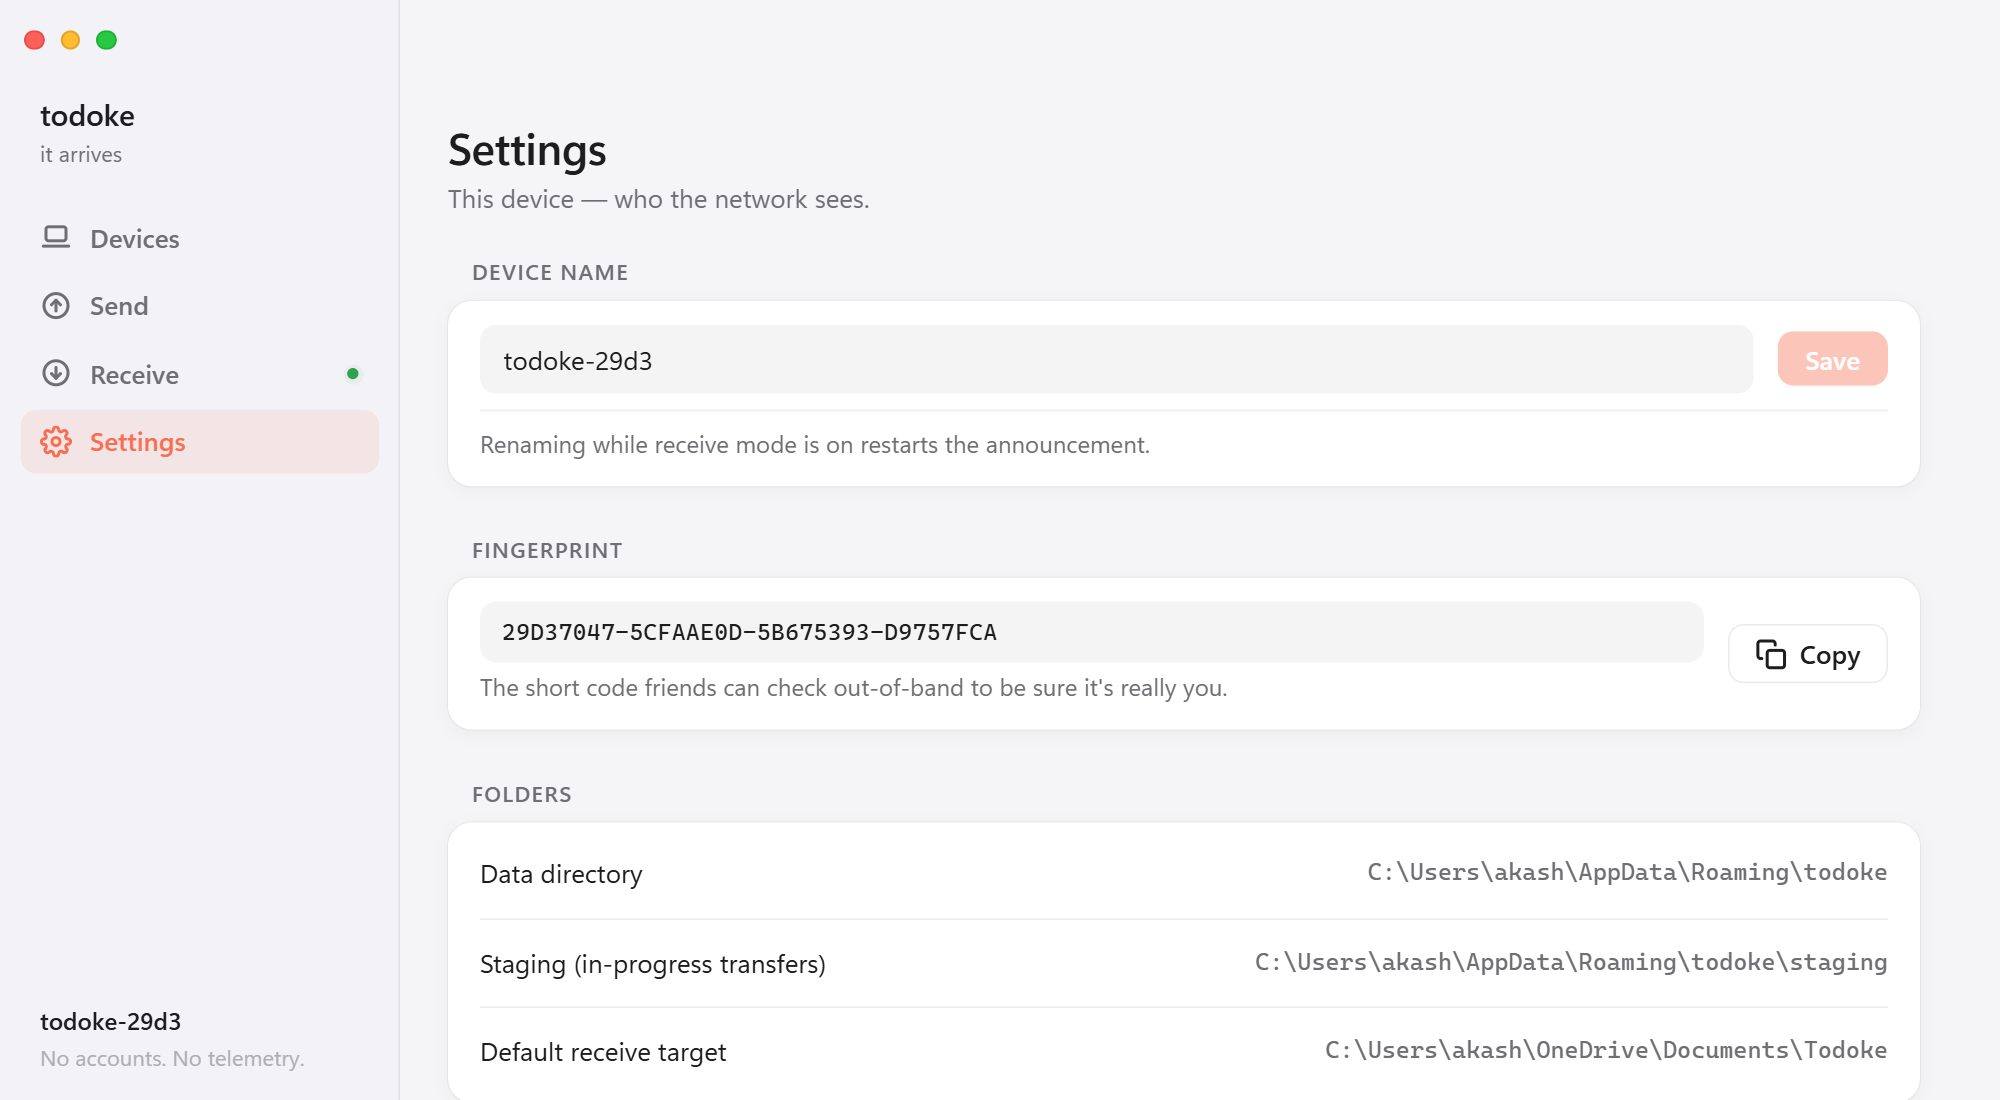 todoke
it arrives
Devices
Send
Receive
Settings
todoke-29d3
No accounts. No telemetry.
Settings
This device — who the network sees.
DEVICE NAME
todoke-29d3
Save
Renaming while receive mode is on restarts the announcement.
FINGERPRINT
29D37047-5CFAAE0D-5B675393-D9757FCA
Copy
The short code friends can check out-of-band to be sure it's really you.
FOLDERS
Data directory C:\Users\akash\AppData\Roaming\todoke
Staging (in-progress transfers) C:\Users\akash\AppData\Roaming\todoke\staging
Default receive target C:\Users\akash\OneDrive\Documents\Todoke